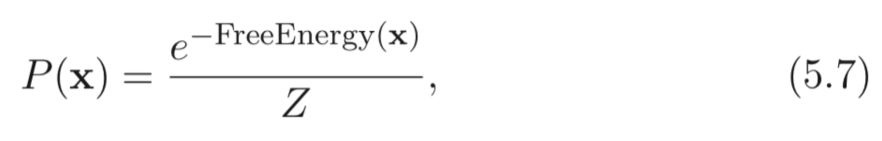 P(x) = e^{-FreeEnergy(x)} / Z, (5.7)